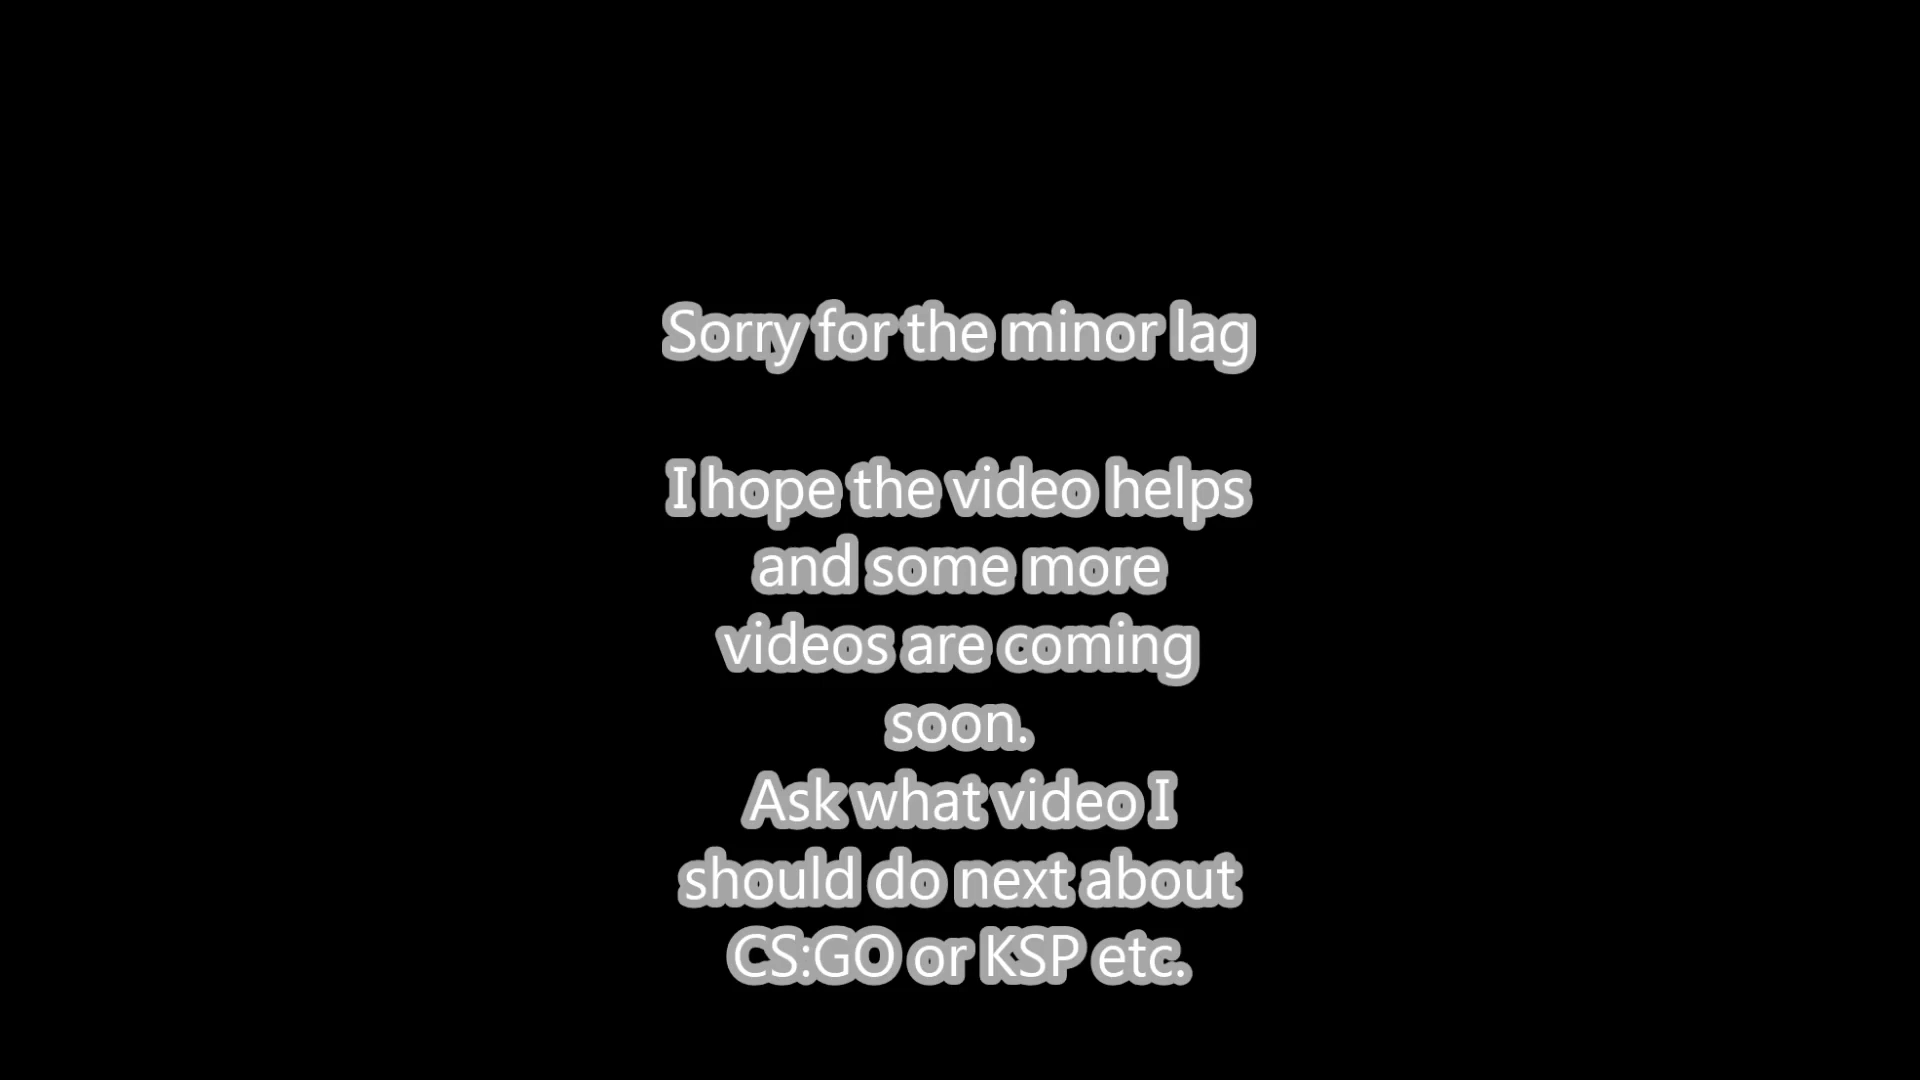 Sorry for the minor lag
I hope the video helps
and some more
videos are coming
soon.
Ask what video I
should do next about
CS:GO or KSP etc.